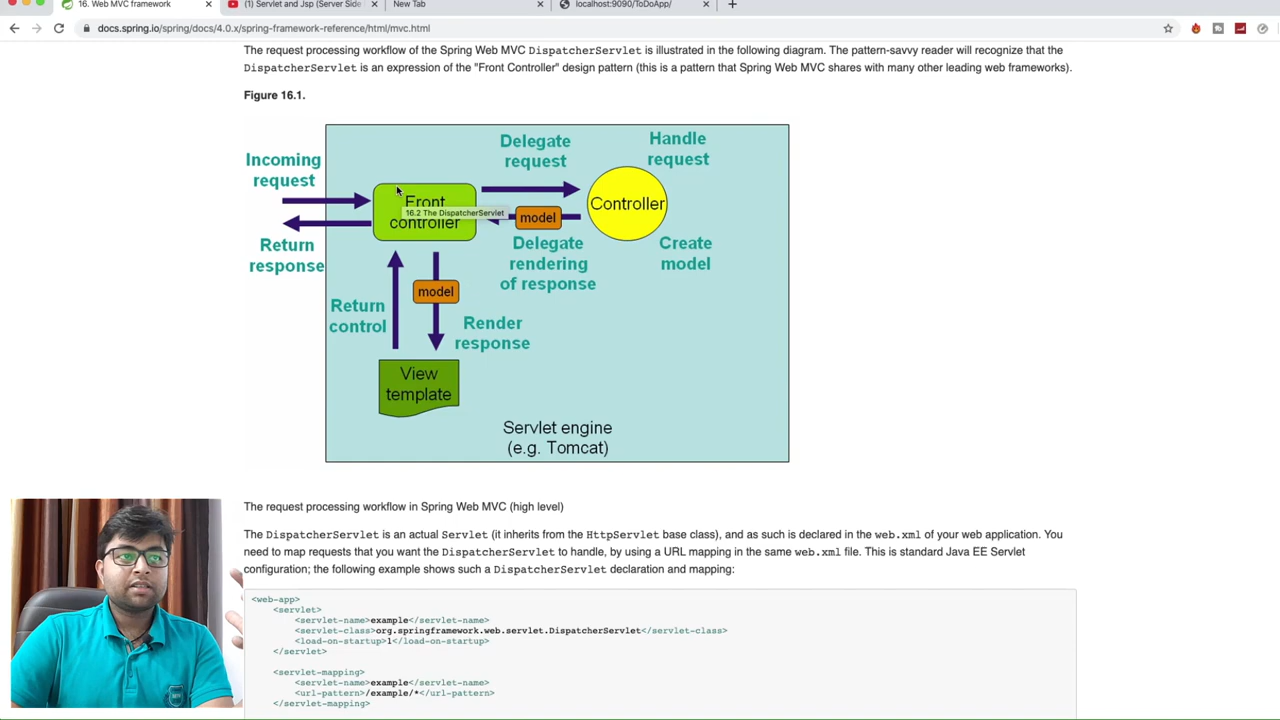 16. Web MVC framework
(1) Servlet and Jsp (Server Side
New Tab
localhost:9090/ToDoApp/
docs.spring.io/spring/docs/4.0.x/spring-framework-reference/html/mvc.html
The request processing workflow of the Spring Web MVC DispatcherServlet is illustrated in the following diagram. The pattern-savvy reader will recognize that the
DispatcherServlet is an expression of the "Front Controller" design pattern (this is a pattern that Spring Web MVC shares with many other leading web frameworks).
Figure 16.1.
Incoming
request
Return
response
Front
controller
16.2 The DispatcherServlet
Delegate
request
Handle
request
Controller
model
Delegate
rendering
of response
Create
model
model
Return
control
Render
response
View
template
Servlet engine
(e.g. Tomcat)
The request processing workflow in Spring Web MVC (high level)
The DispatcherServlet is an actual Servlet (it inherits from the HttpServlet base class), and as such is declared in the web.xml of your web application. You
need to map requests that you want the DispatcherServlet to handle, by using a URL mapping in the same web.xml file. This is standard Java EE Servlet
configuration; the following example shows such a DispatcherServlet declaration and mapping:
<web-app>
<servlet>
<servlet-name>example</servlet-name>
<servlet-class>org.springframework.web.servlet.DispatcherServlet</servlet-class>
<load-on-startup>1</load-on-startup>
</servlet>
<servlet-mapping>
<servlet-name>example</servlet-name>
<url-pattern>/example/*</url-pattern>
</servlet-mapping>